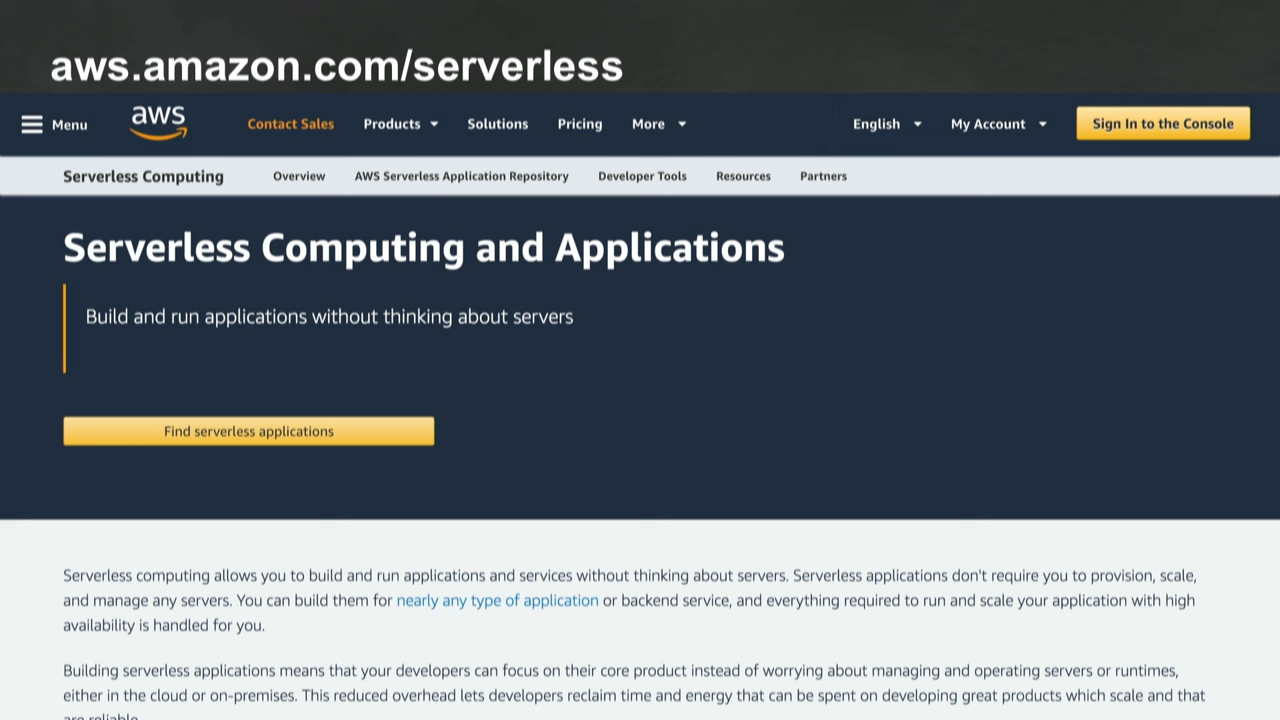 aws.amazon.com/serverless
Menu
aws
Contact Sales
Products
Solutions
Pricing
More
English
My Account
Sign In to the Console
Serverless Computing
Overview
AWS Serverless Application Repository
Developer Tools
Resources
Partners
Serverless Computing and Applications
Build and run applications without thinking about servers
Find serverless applications
Serverless computing allows you to build and run applications and services without thinking about servers. Serverless applications don't require you to provision, scale,
and manage any servers. You can build them for nearly any type of application or backend service, and everything required to run and scale your application with high
availability is handled for you.
Building serverless applications means that your developers can focus on their core product instead of worrying about managing and operating servers or runtimes,
either in the cloud or on-premises. This reduced overhead lets developers reclaim time and energy that can be spent on developing great products which scale and that
are reliable.